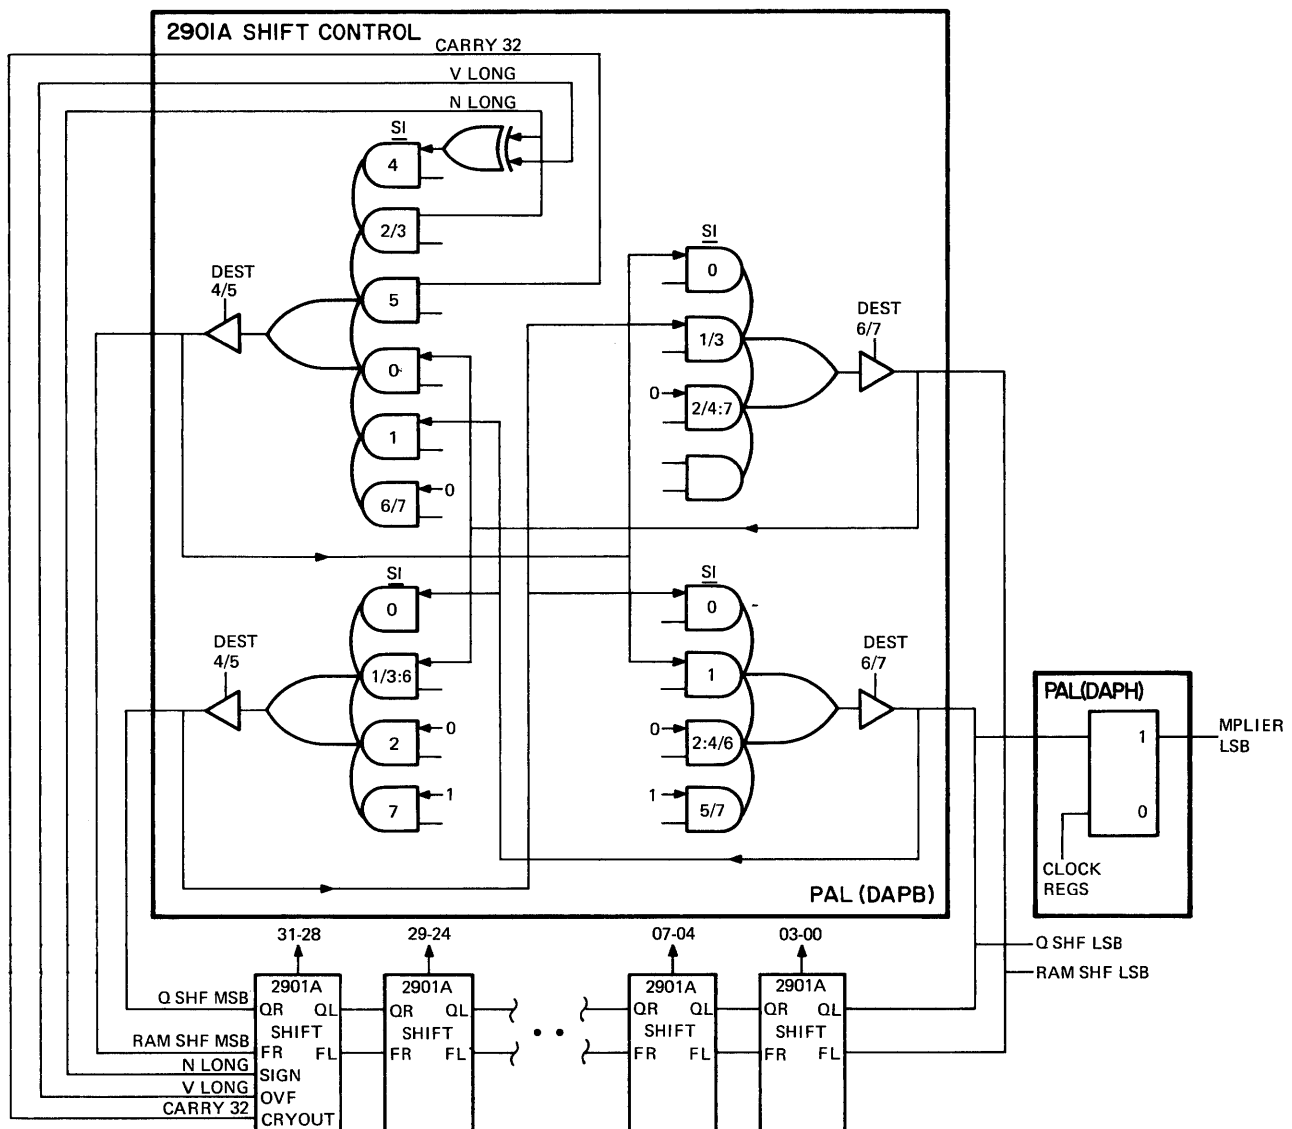 2901A SHIFT CONTROL
CARRY 32
V LONG
N LONG
SI
4
2/3
5
0
1
6/7
0
DEST
4/5
SI
0
1/3
0
2/4:7
DEST
6/7
SI
0
1/3:6
2
0
7
1
DEST
4/5
SI
0
1
0
2:4/6
1
5/7
DEST
6/7
PAL (DAPB)
PAL(DAPH)
1
0
CLOCK
REGS
MPLIER
LSB
Q SHF LSB
RAM SHF LSB
31-28
29-24
07-04
03-00
2901A
QR QL
SHIFT
FR FL
SIGN
OVF
CRYOUT
2901A
QR QL
SHIFT
FR FL
2901A
QR QL
SHIFT
FR FL
2901A
QR QL
SHIFT
FR FL
Q SHF MSB
RAM SHF MSB
N LONG
V LONG
CARRY 32